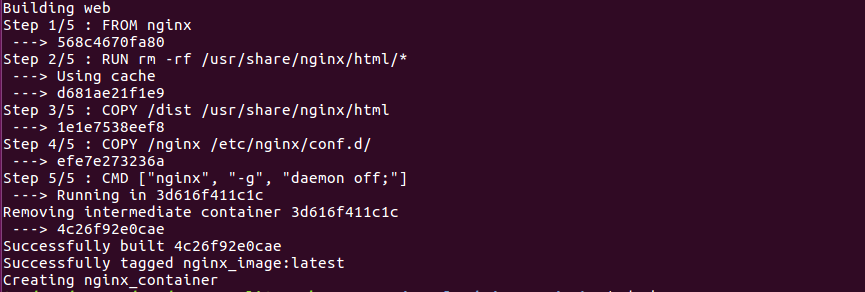 Building web
Step 1/5 : FROM nginx
 ---> 568c4670fa80
Step 2/5 : RUN rm -rf /usr/share/nginx/html/*
 ---> Using cache
 ---> d681ae21f1e9
Step 3/5 : COPY /dist /usr/share/nginx/html
 ---> 1e1e7538eef8
Step 4/5 : COPY /nginx /etc/nginx/conf.d/
 ---> efe7e273236a
Step 5/5 : CMD ["nginx", "-g", "daemon off;"]
 ---> Running in 3d616f411c1c
Removing intermediate container 3d616f411c1c
 ---> 4c26f92e0cae
Successfully built 4c26f92e0cae
Successfully tagged nginx_image:latest
Creating nginx_container